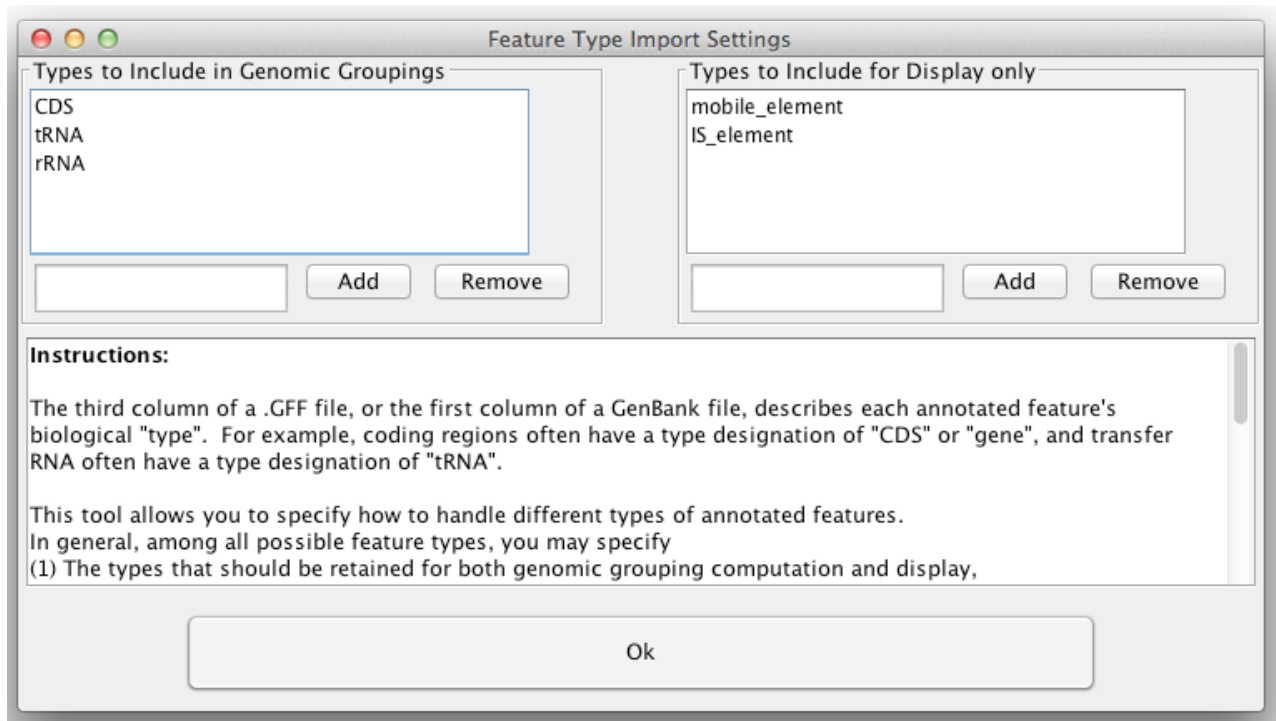 Feature Type Import Settings
Types to Include in Genomic Groupings
CDS
tRNA
rRNA
Add Remove
Types to Include for Display only
mobile_element
IS_element
Add Remove
Instructions:
The third column of a .GFF file, or the first column of a GenBank file, describes each annotated feature's
biological "type".  For example, coding regions often have a type designation of "CDS" or "gene", and transfer
RNA often have a type designation of "tRNA".
This tool allows you to specify how to handle different types of annotated features.
In general, among all possible feature types, you may specify
(1) The types that should be retained for both genomic grouping computation and display,
Ok